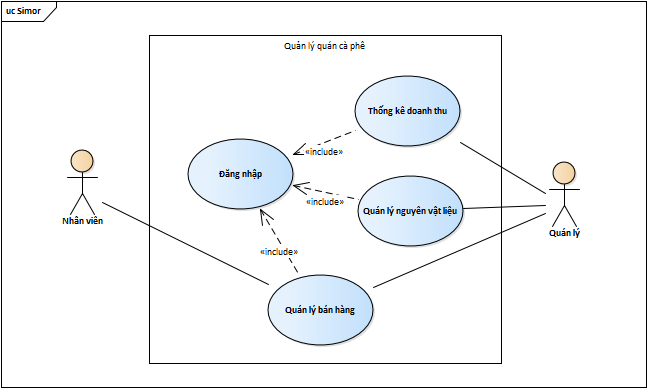 uc Simor
Quản lý quán cà phê
Thống kê doanh thu
«include»
Đăng nhập
Quản lý nguyên vật liệu
«include»
Nhân viên
Quản lý
«include»
Quản lý bán hàng